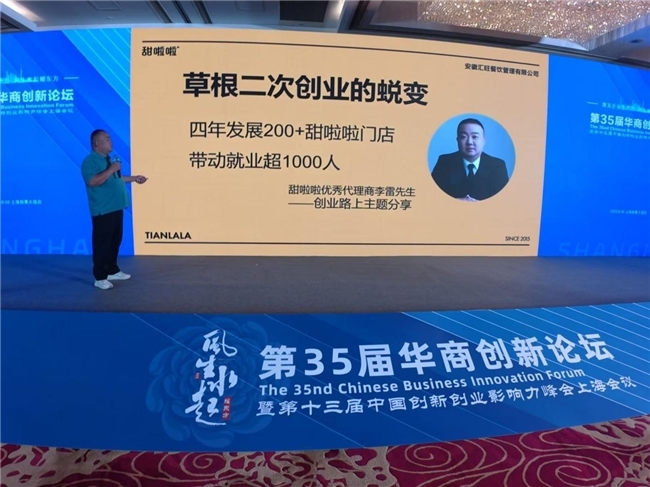 甜啦啦
安徽汇旺餐饮管理有限公司
草根二次创业的蜕变
四年发展200+甜啦啦门店
带动就业超1000人
甜啦啦优秀代理商李雷先生
——创业路上主题分享
TIANLALA
SINCE 2015
华商创新论坛
Business Innovation Forum
第35届华商创
The 35nd Chinese Busine
SHANG
風生水起
第35届华商创新论坛
The 35nd Chinese Business Innovation Forum
暨第十三届中国创新创业影响力峰会上海会议